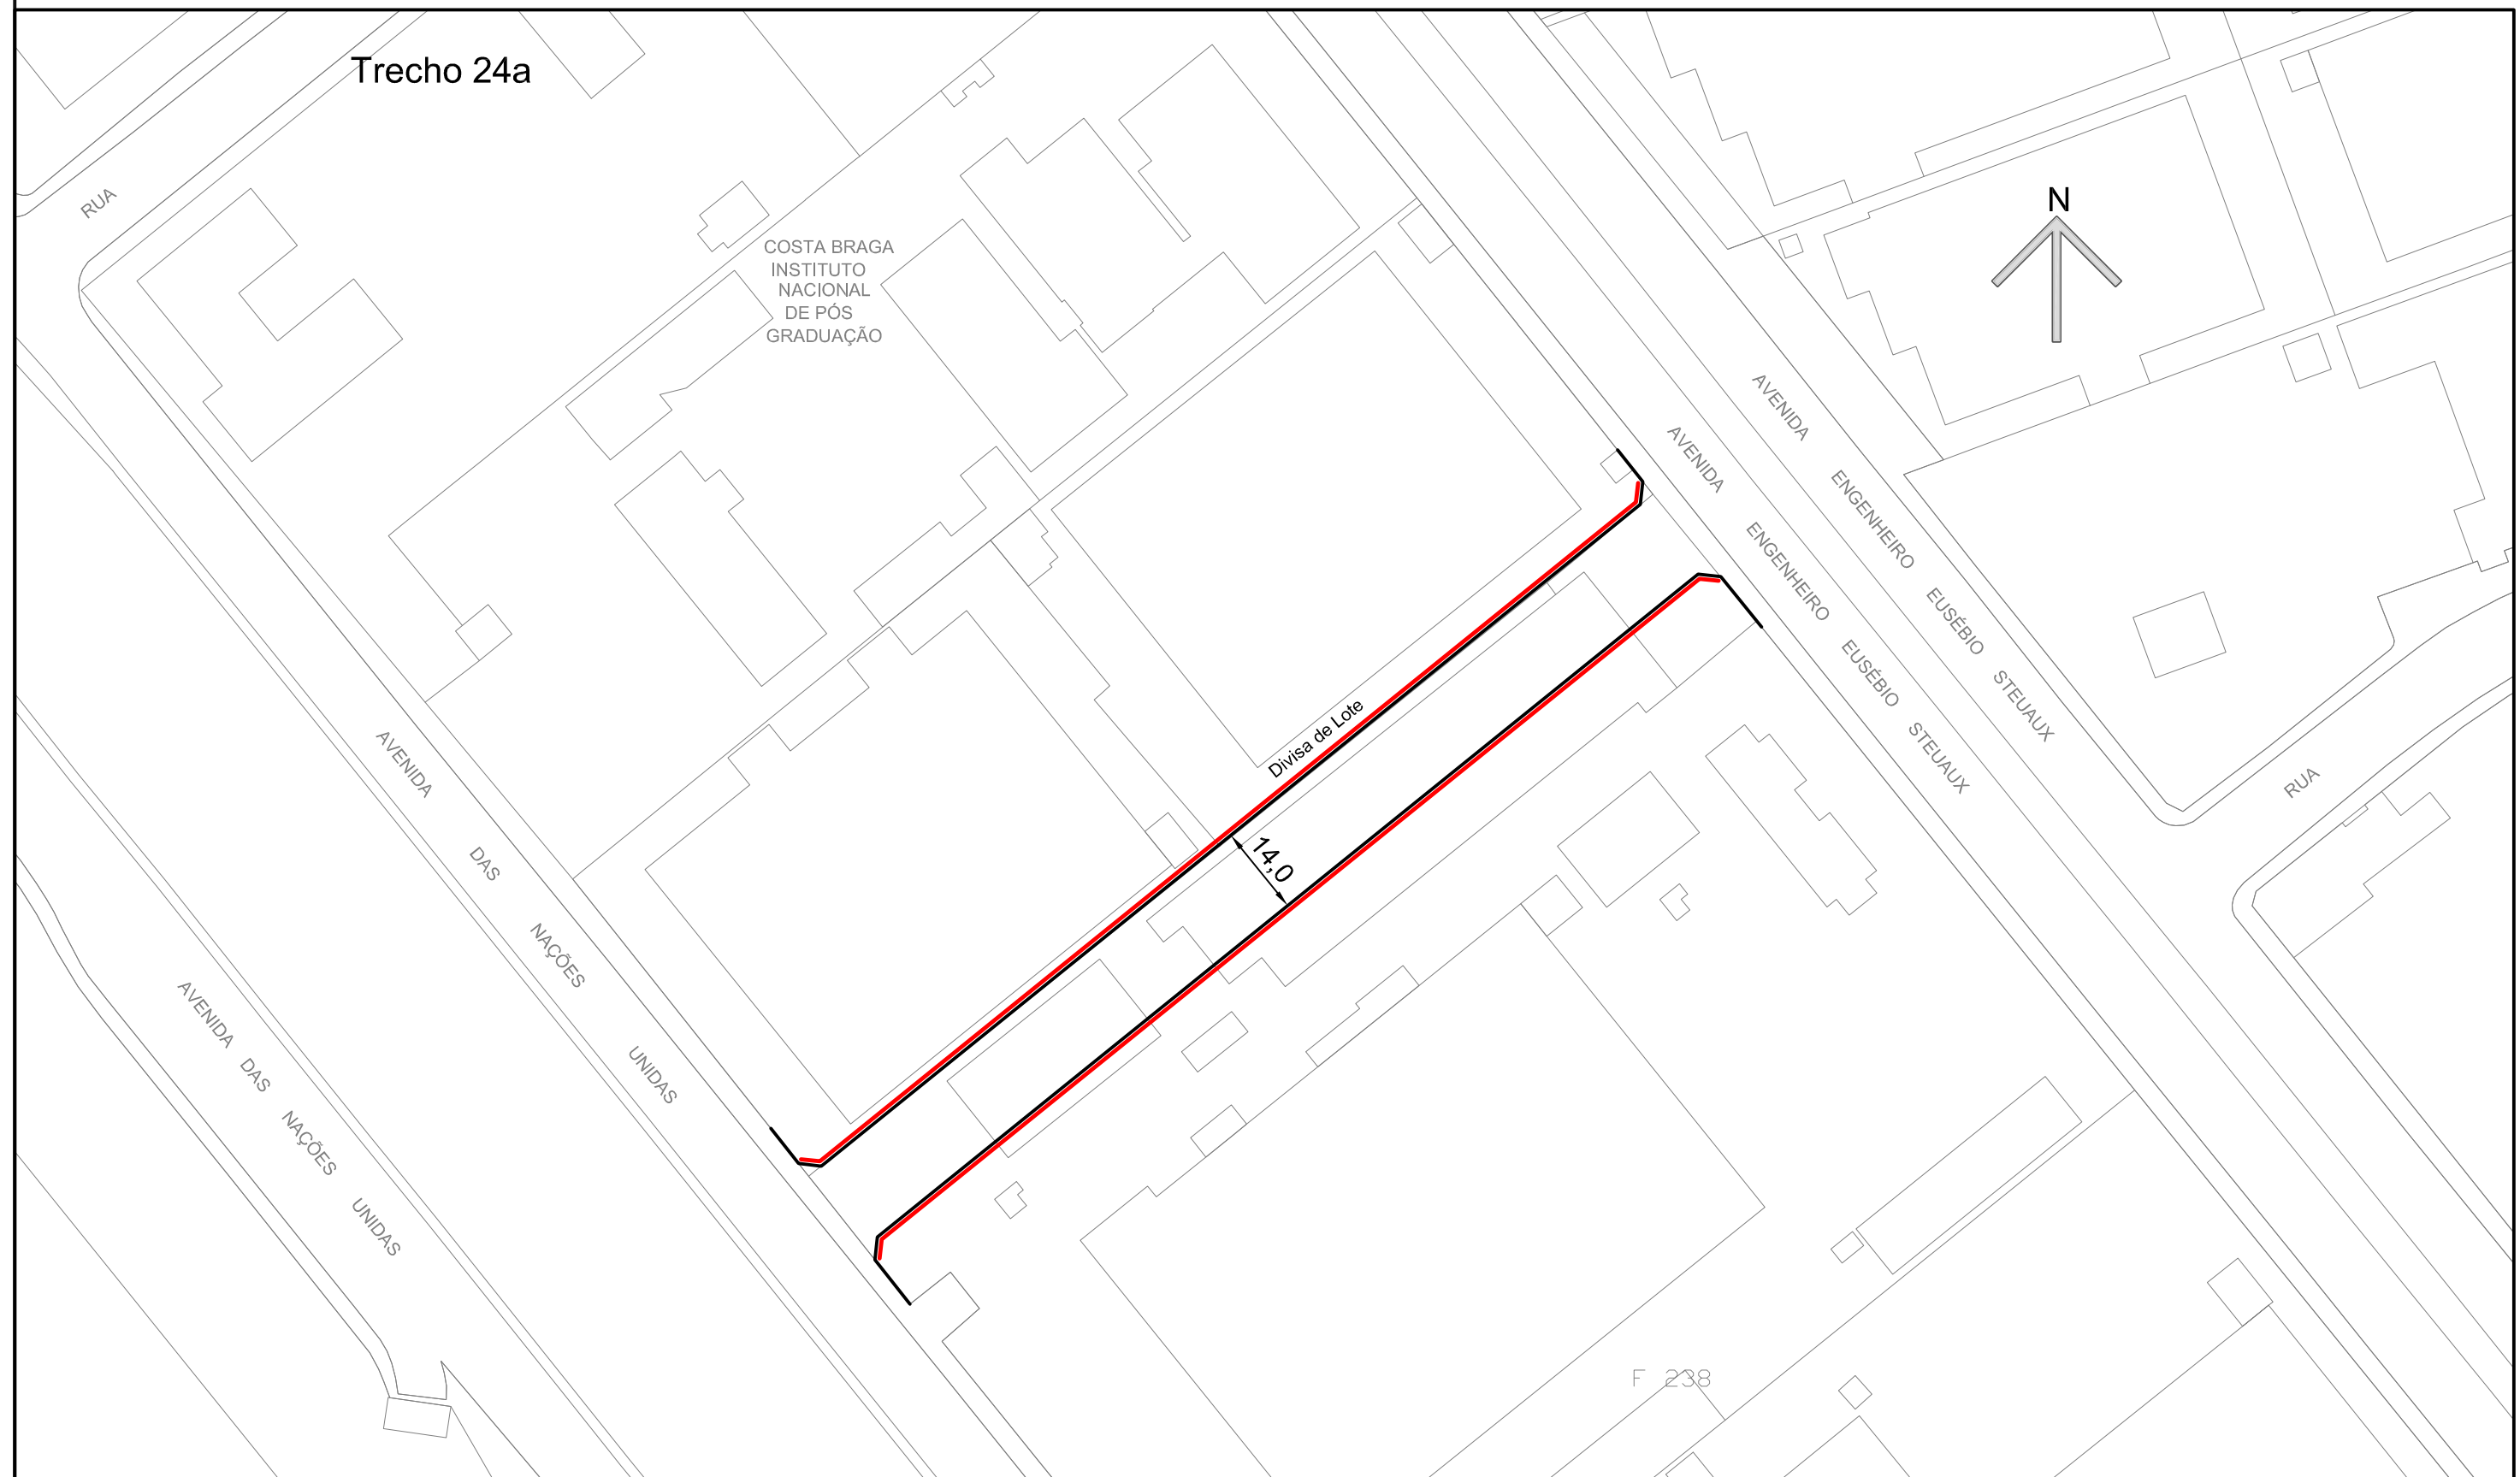 Trecho 24a
RUA
COSTA BRAGA
INSTITUTO
NACIONAL
DE PÓS
GRADUAÇÃO
N
AVENIDA ENGENHEIRO EUSÉBIO STEUAUX
AVENIDA ENGENHEIRO EUSÉBIO STEUAUX
RUA
Divisa de Lote
14,0
AVENIDA DAS NAÇÕES UNIDAS
AVENIDA DAS NAÇÕES UNIDAS
F 238